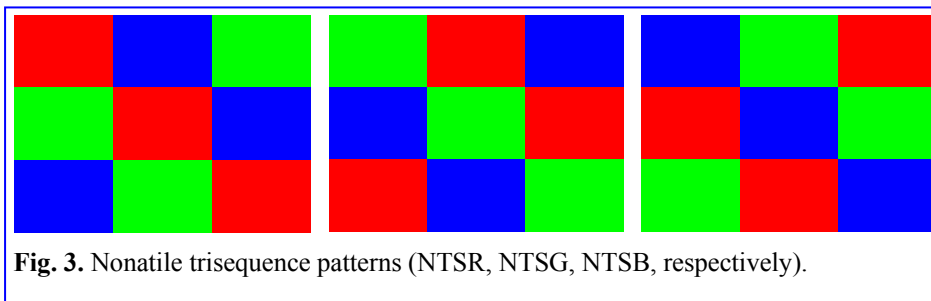 Fig. 3. Nonatile trisequence patterns (NTSR, NTSG, NTSB, respectively).